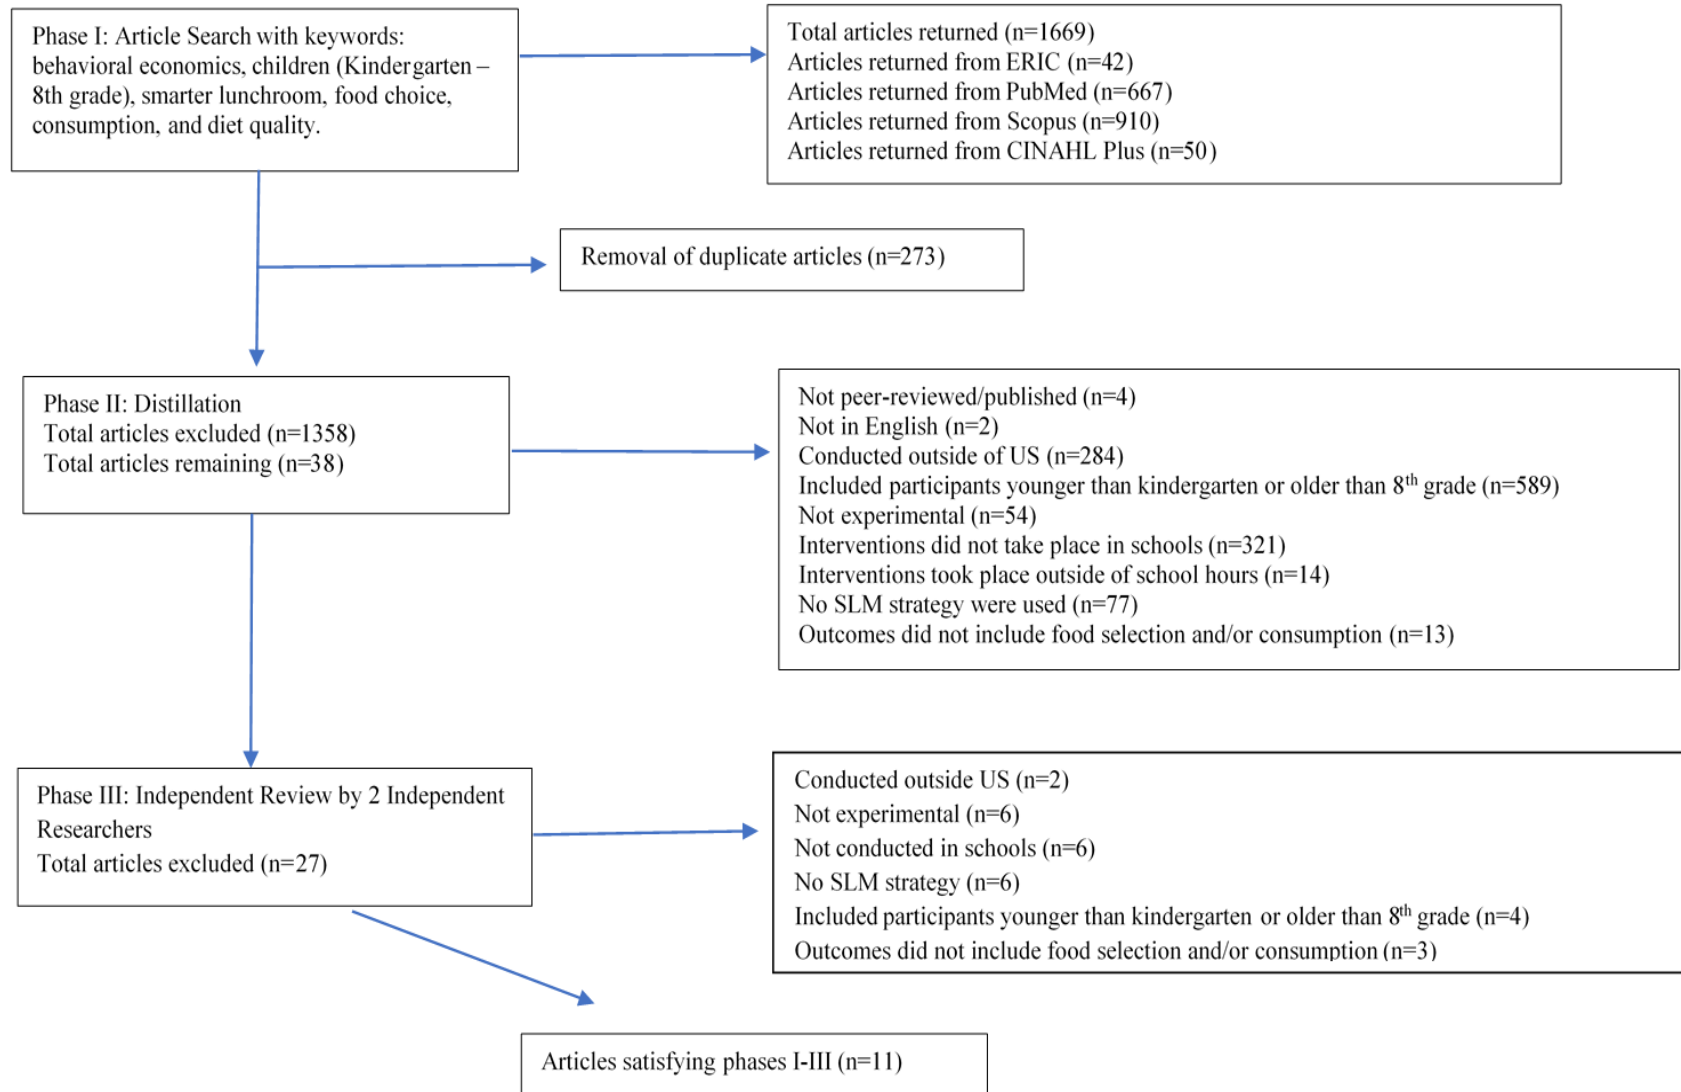 Phase I: Article Search with keywords:
behavioral economics, children (Kindergarten –
8th grade), smarter lunchroom, food choice,
consumption, and diet quality.
Total articles returned (n=1669)
Articles returned from ERIC (n=42)
Articles returned from PubMed (n=667)
Articles returned from Scopus (n=910)
Articles returned from CINAHL Plus (n=50)
Removal of duplicate articles (n=273)
Phase II: Distillation
Total articles excluded (n=1358)
Total articles remaining (n=38)
Not peer-reviewed/published (n=4)
Not in English (n=2)
Conducted outside of US (n=284)
Included participants younger than kindergarten or older than 8th grade (n=589)
Not experimental (n=54)
Interventions did not take place in schools (n=321)
Interventions took place outside of school hours (n=14)
No SLM strategy were used (n=77)
Outcomes did not include food selection and/or consumption (n=13)
Phase III: Independent Review by 2 Independent
Researchers
Total articles excluded (n=27)
Conducted outside US (n=2)
Not experimental (n=6)
Not conducted in schools (n=6)
No SLM strategy (n=6)
Included participants younger than kindergarten or older than 8th grade (n=4)
Outcomes did not include food selection and/or consumption (n=3)
Articles satisfying phases I-III (n=11)